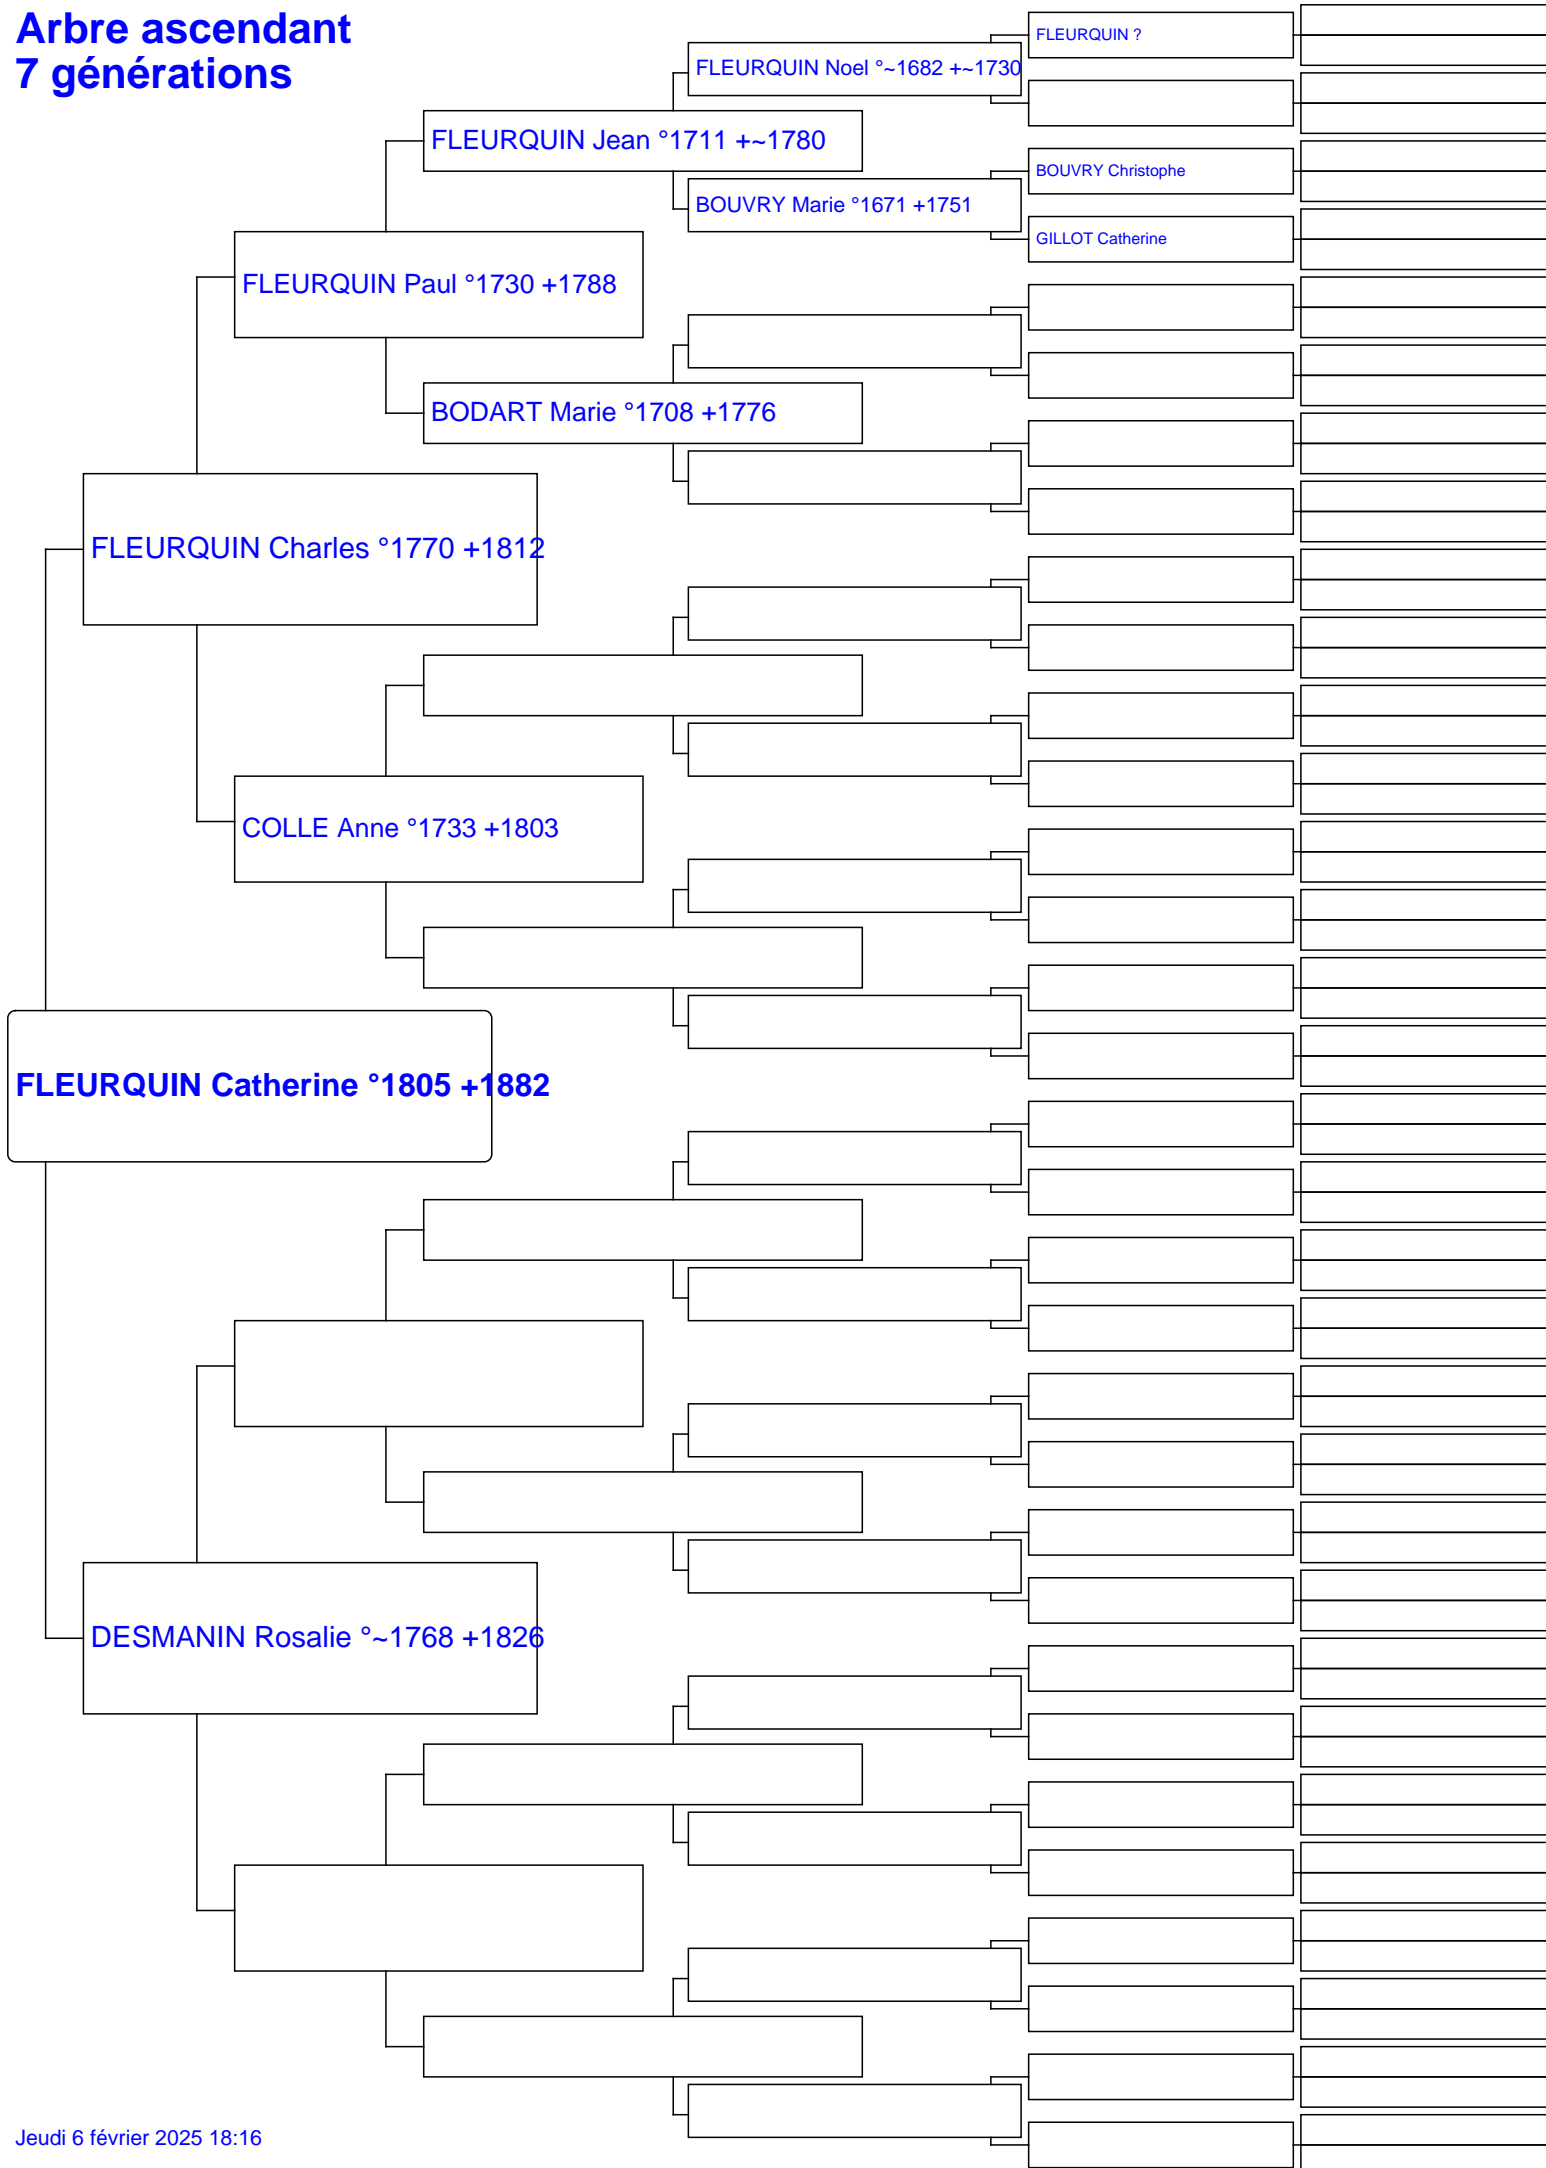 Arbre ascendant
7 générations
FLEURQUIN ?
FLEURQUIN Noel °~1682 +~1730
FLEURQUIN Jean °1711 +~1780
BOUVRY Christophe
BOUVRY Marie °1671 +1751
GILLOT Catherine
FLEURQUIN Paul °1730 +1788
BODART Marie °1708 +1776
FLEURQUIN Charles °1770 +1812
COLLE Anne °1733 +1803
FLEURQUIN Catherine °1805 +1882
DESMANIN Rosalie °~1768 +1826
Jeudi 6 février 2025 18:16